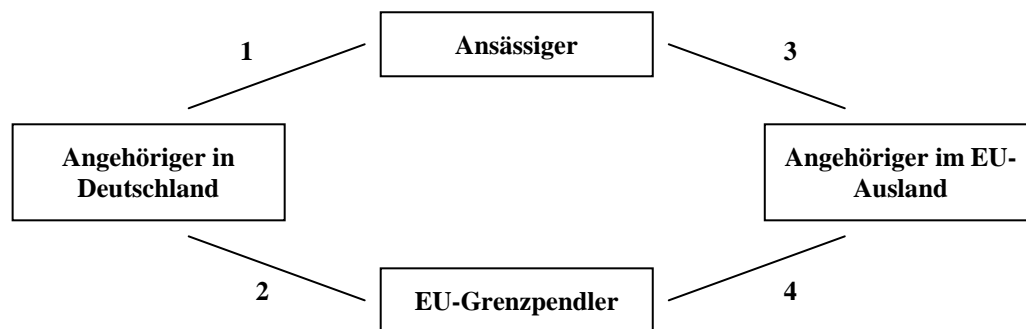 1
Ansässiger
3
Angehöriger in
Deutschland
Angehöriger im EU-
Ausland
2
EU-Grenzpendler
4